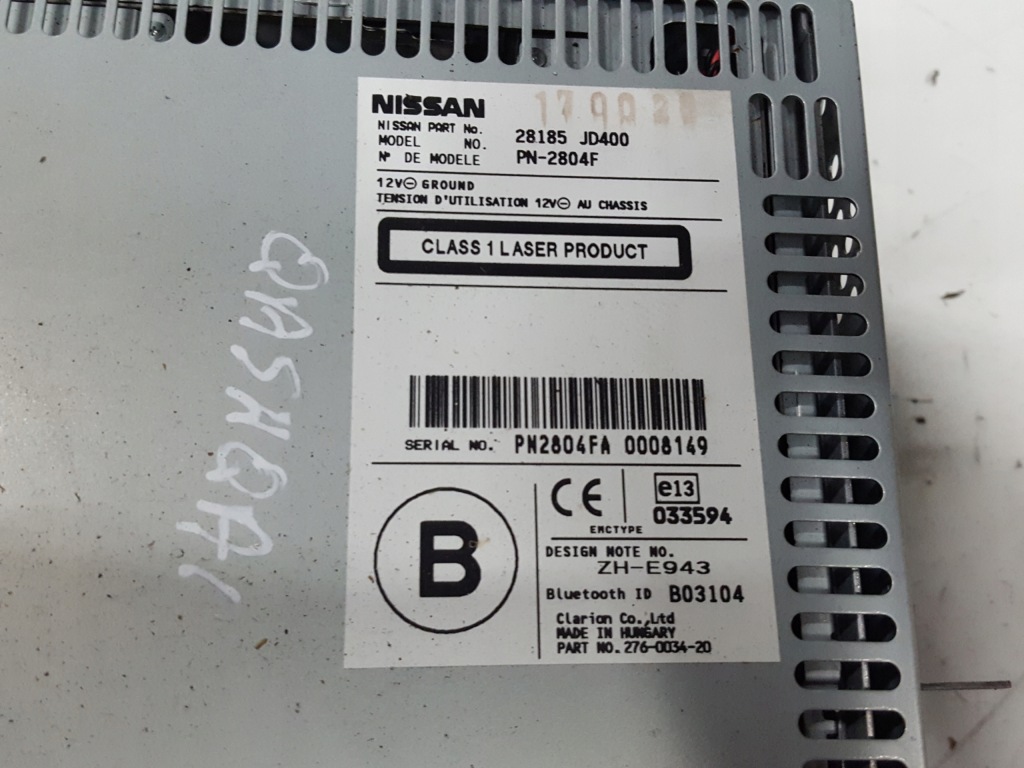 NISSAN 170028
NISSAN PART No. 28185 JD400
MODEL NO. PN-2804F
N° DE MODELE
12V⊖ GROUND
TENSION D'UTILISATION 12V⊖ AU CHASSIS
CLASS 1 LASER PRODUCT
SERIAL NO. PN2804FA 0008149
B
CE
e13
033594
EMCTYPE
DESIGN NOTE NO.
ZH-E943
Bluetooth ID B03104
Clarion Co.,Ltd
MADE IN HUNGARY
PART NO. 276-0034-20
QASHQAI